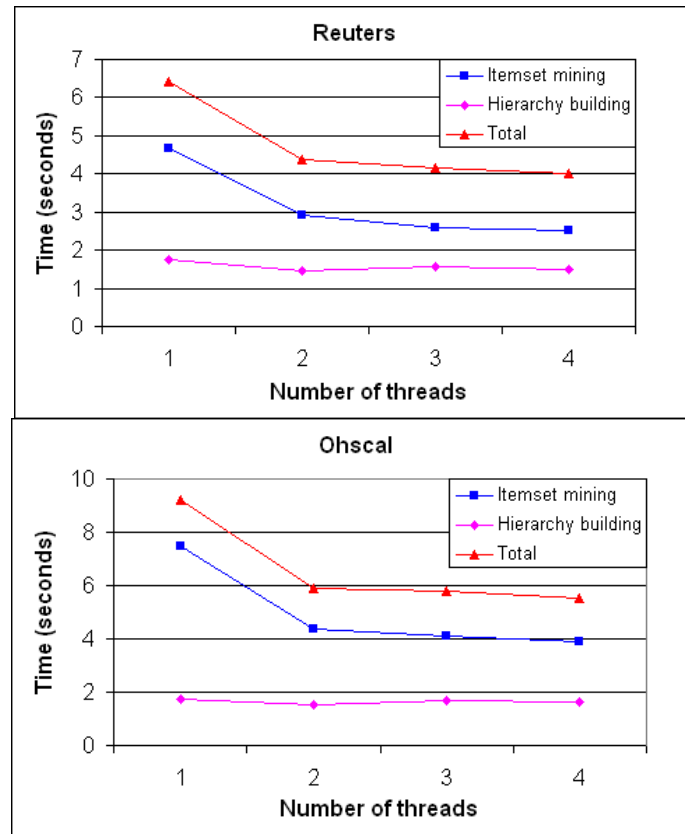 Reuters
7
6
5
4
3
2
1
0
Time (seconds)
Itemset mining
Hierarchy building
Total
1 2 3 4
Number of threads
Ohscal
10
8
6
4
2
0
Time (seconds)
Itemset mining
Hierarchy building
Total
1 2 3 4
Number of threads